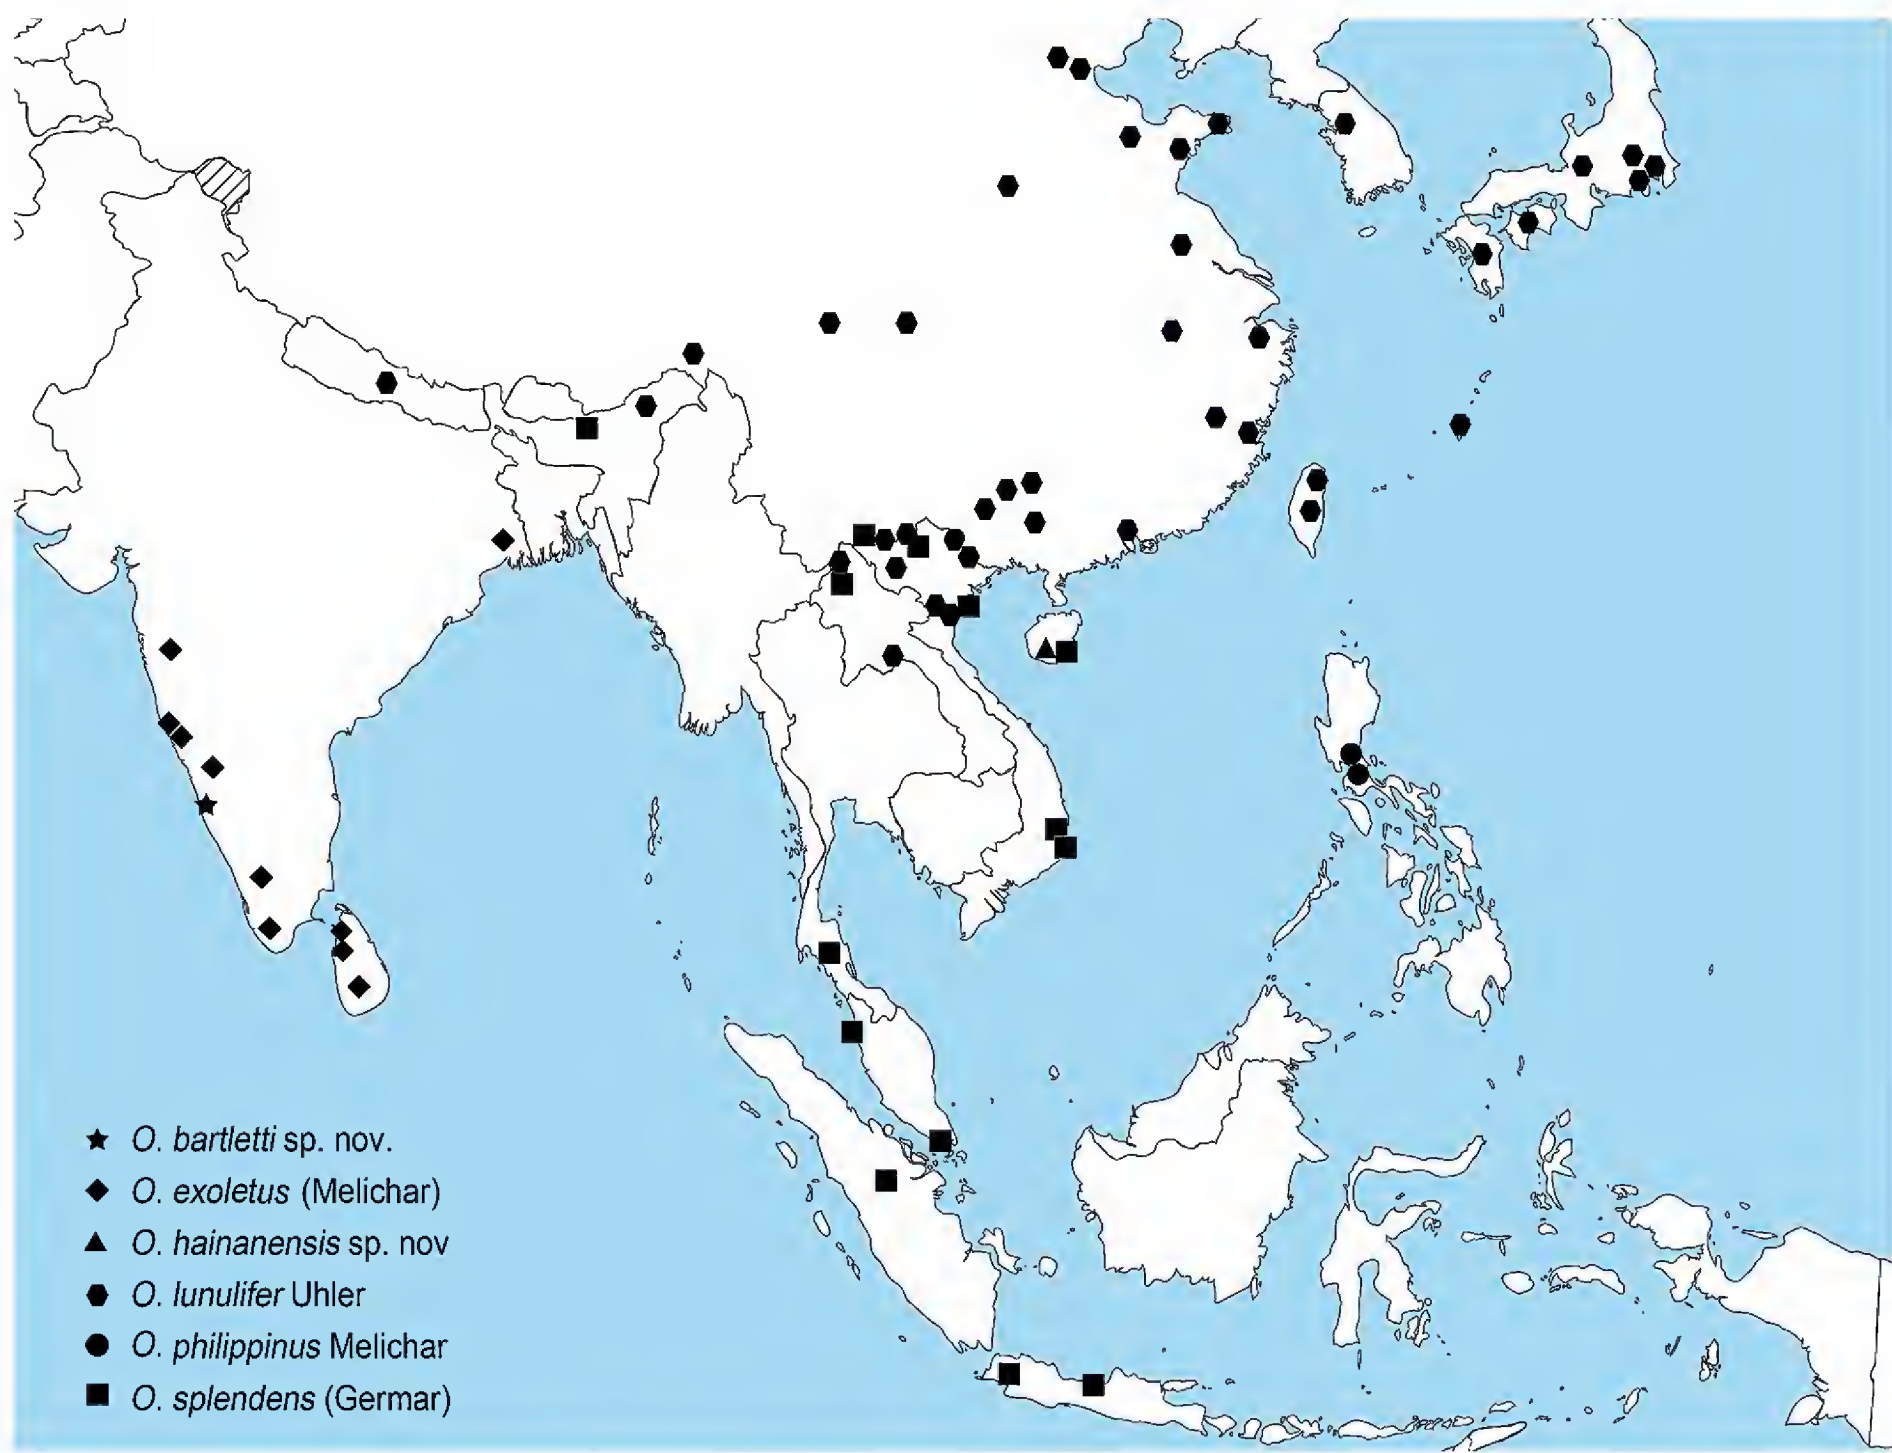 O. bartletti sp. nov.
O. exoletus (Melichar)
O. hainanensis sp. nov
O. lunulifer Uhler
O. philippinus Melichar
O. splendens (Germar)